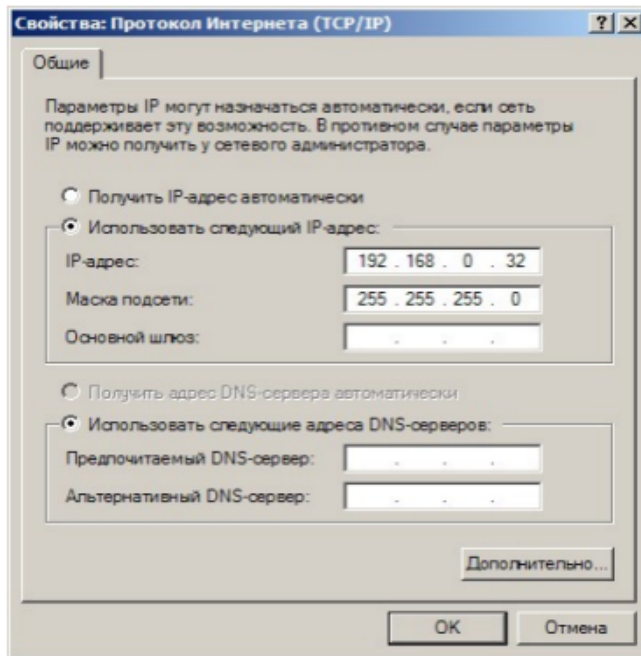 Свойства: Протокол Интернета (TCP/IP)
Общие
Параметры IP могут назначаться автоматически, если сеть
поддерживает эту возможность. В противном случае параметры
IP можно получить у сетевого администратора.
Получить IP-адрес автоматически
Использовать следующий IP-адрес:
IP-адрес: 192 . 168 . 0 . 32
Маска подсети: 255 . 255 . 255 . 0
Основной шлюз: . . .
Получить адрес DNS-сервера автоматически
Использовать следующие адреса DNS-серверов:
Предпочитаемый DNS-сервер: . . .
Альтернативный DNS-сервер: . . .
Дополнительно...
OK Отмена